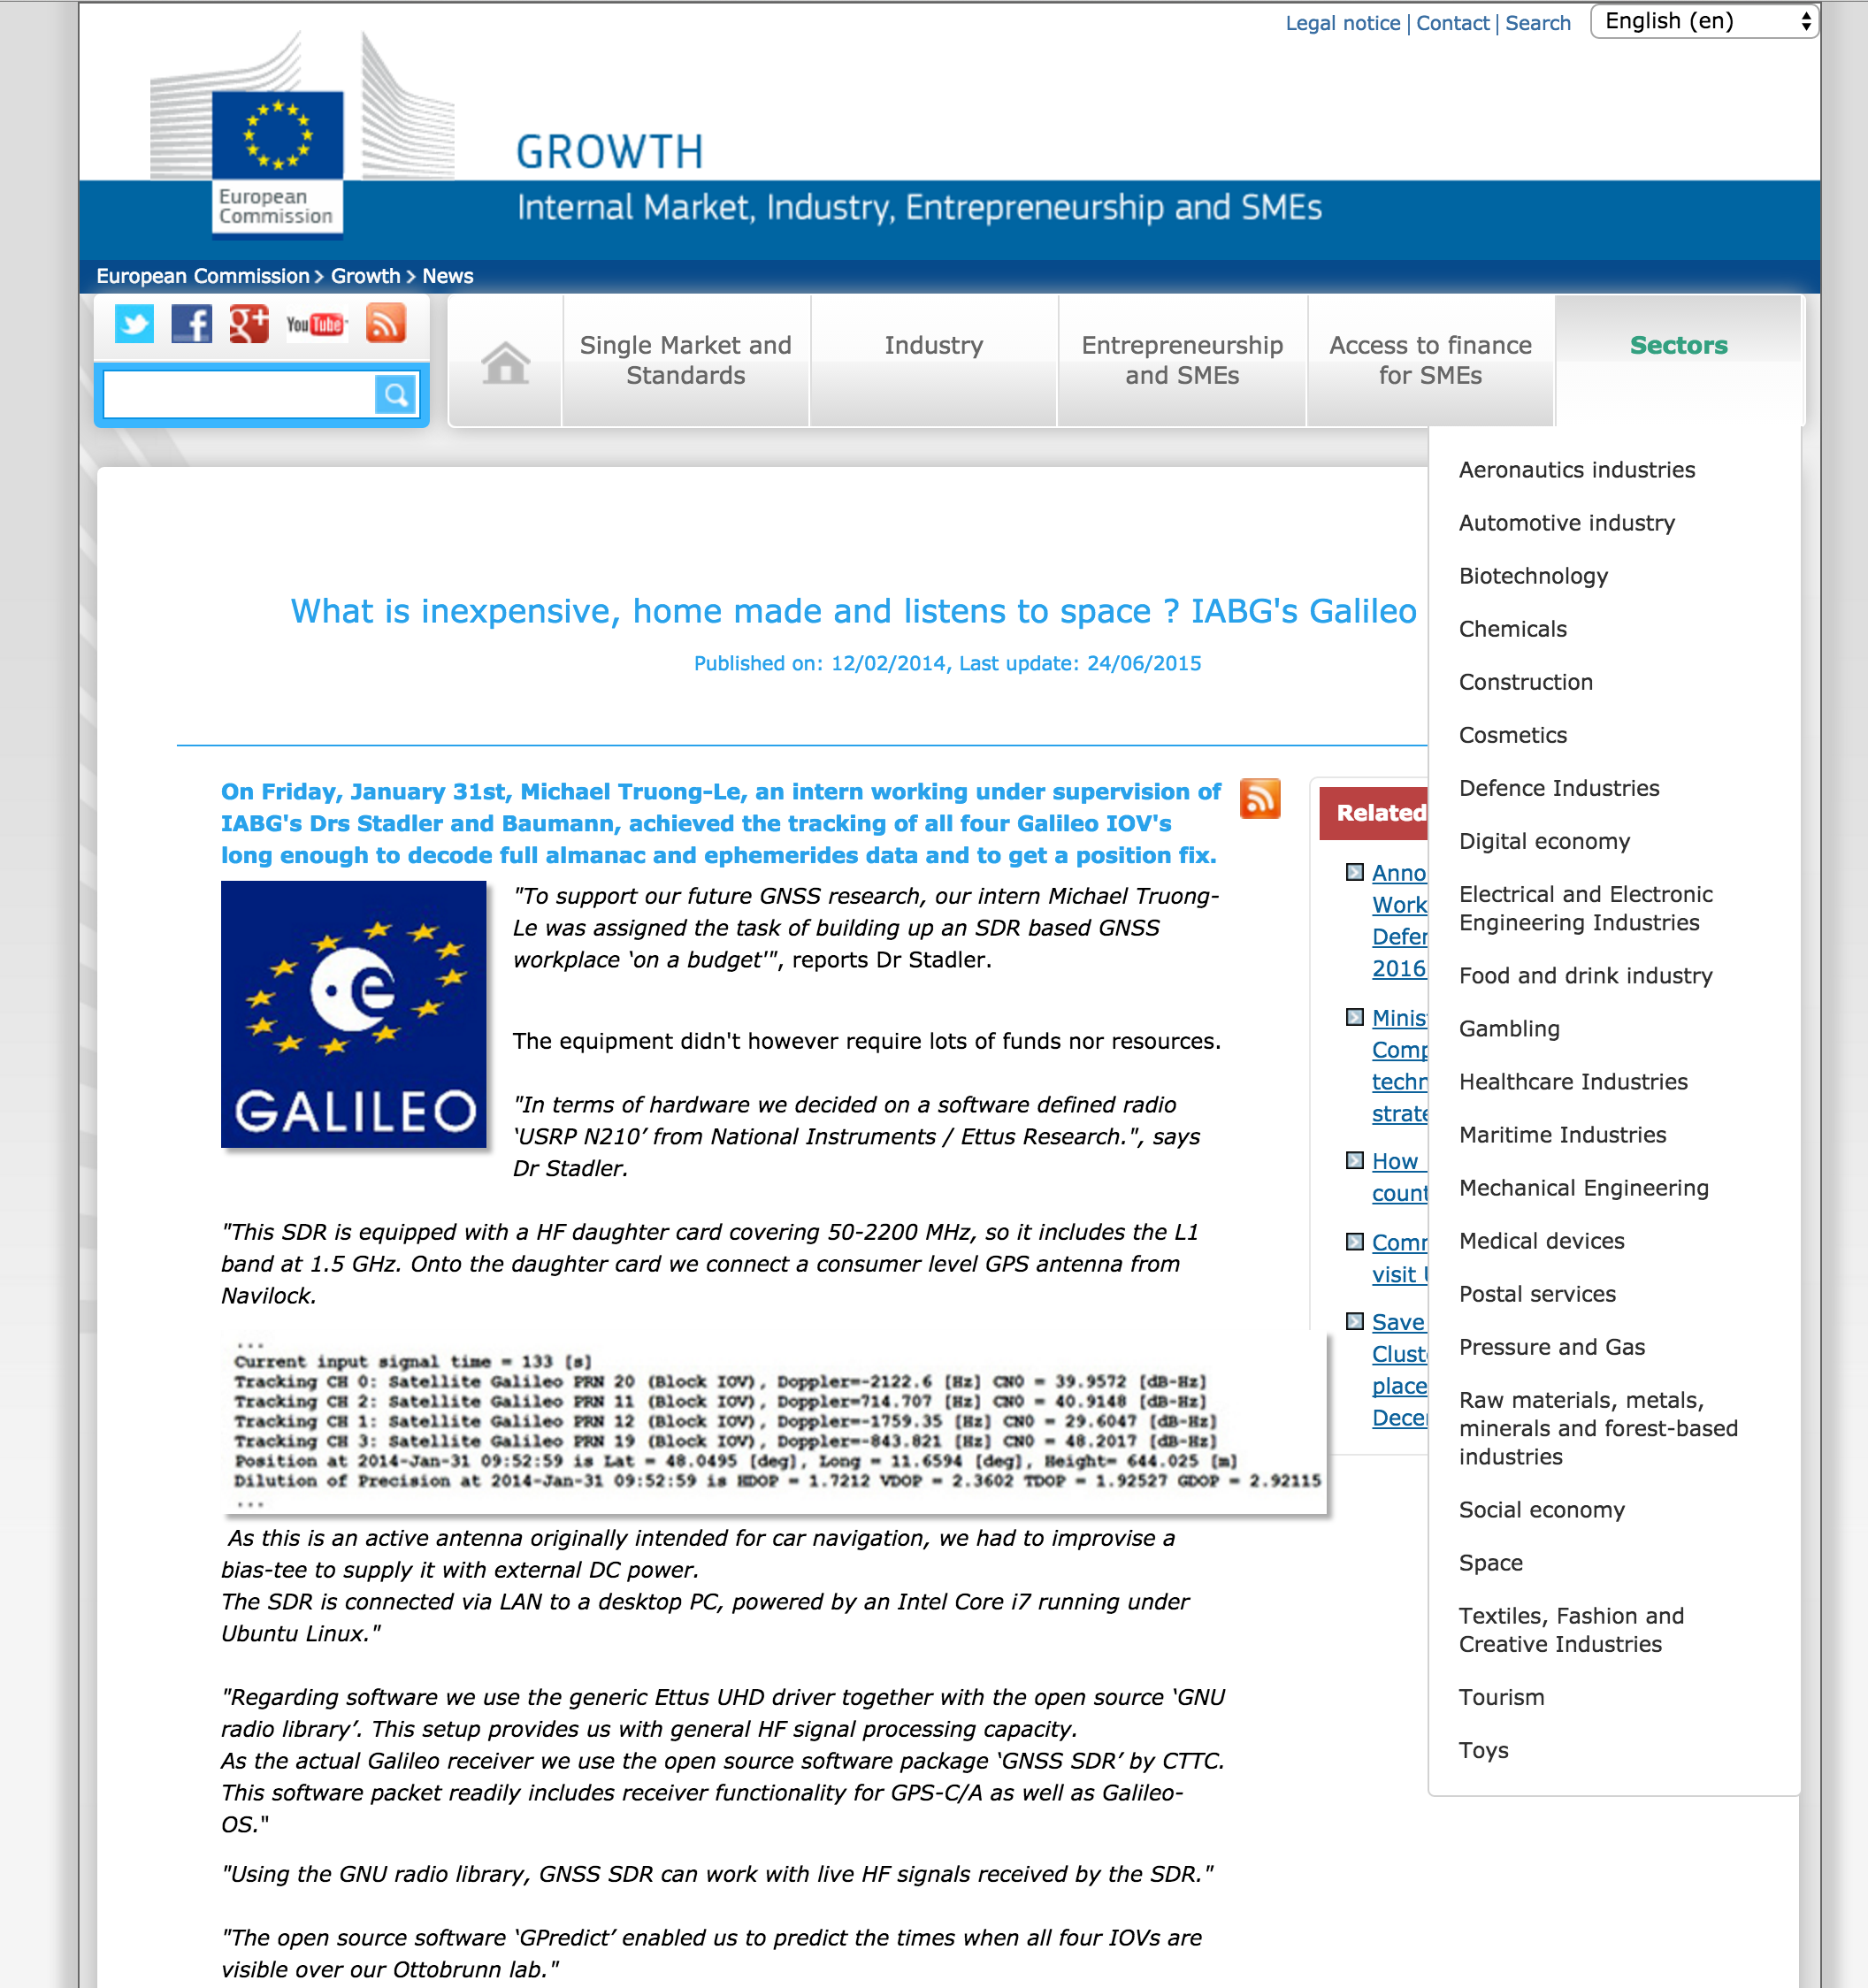 Legal notice | Contact | Search English (en)
GROWTH
European
Commission
Internal Market, Industry, Entrepreneurship and SMEs
European Commission > Growth > News
You Tube
Single Market and
Standards
Industry
Entrepreneurship
and SMEs
Access to finance
for SMEs
Sectors
What is inexpensive, home made and listens to space ? IABG's Galileo
Published on: 12/02/2014, Last update: 24/06/2015
On Friday, January 31st, Michael Truong-Le, an intern working under supervision of
IABG's Drs Stadler and Baumann, achieved the tracking of all four Galileo IOV's
long enough to decode full almanac and ephemerides data and to get a position fix.
GALILEO
"To support our future GNSS research, our intern Michael Truong-
Le was assigned the task of building up an SDR based GNSS
workplace ‘on a budget'", reports Dr Stadler.
The equipment didn't however require lots of funds nor resources.
"In terms of hardware we decided on a software defined radio
‘USRP N210’ from National Instruments / Ettus Research.", says
Dr Stadler.
"This SDR is equipped with a HF daughter card covering 50-2200 MHz, so it includes the L1
band at 1.5 GHz. Onto the daughter card we connect a consumer level GPS antenna from
Navilock.
...
Current input signal time = 133 [s]
Tracking CH 0: Satellite Galileo PRN 20 (Block IOV), Doppler=-2122.6 [Hz] CN0 = 39.9572 [dB-Hz]
Tracking CH 2: Satellite Galileo PRN 11 (Block IOV), Doppler=714.707 [Hz] CN0 = 40.9148 [dB-Hz]
Tracking CH 1: Satellite Galileo PRN 12 (Block IOV), Doppler=-1759.35 [Hz] CN0 = 29.6047 [dB-Hz]
Tracking CH 3: Satellite Galileo PRN 19 (Block IOV), Doppler=-843.821 [Hz] CN0 = 48.2017 [dB-Hz]
Position at 2014-Jan-31 09:52:59 is Lat = 48.0495 [deg], Long = 11.6594 [deg], Height= 644.025 [m]
Dilution of Precision at 2014-Jan-31 09:52:59 is HDOP = 1.7212 VDOP = 2.3602 TDOP = 1.92527 GDOP = 2.92115
...
As this is an active antenna originally intended for car navigation, we had to improvise a
bias-tee to supply it with external DC power.
The SDR is connected via LAN to a desktop PC, powered by an Intel Core i7 running under
Ubuntu Linux."
"Regarding software we use the generic Ettus UHD driver together with the open source ‘GNU
radio library’. This setup provides us with general HF signal processing capacity.
As the actual Galileo receiver we use the open source software package ‘GNSS SDR’ by CTTC.
This software packet readily includes receiver functionality for GPS-C/A as well as Galileo-
OS."
"Using the GNU radio library, GNSS SDR can work with live HF signals received by the SDR."
"The open source software ‘GPredict’ enabled us to predict the times when all four IOVs are
visible over our Ottobrunn lab."
Related
Anno
Work
Defen
2016
Minis
Comp
techn
strate
How
count
Comm
visit
Save
Clust
place
Dece
Aeronautics industries
Automotive industry
Biotechnology
Chemicals
Construction
Cosmetics
Defence Industries
Digital economy
Electrical and Electronic
Engineering Industries
Food and drink industry
Gambling
Healthcare Industries
Maritime Industries
Mechanical Engineering
Medical devices
Postal services
Pressure and Gas
Raw materials, metals,
minerals and forest-based
industries
Social economy
Space
Textiles, Fashion and
Creative Industries
Tourism
Toys